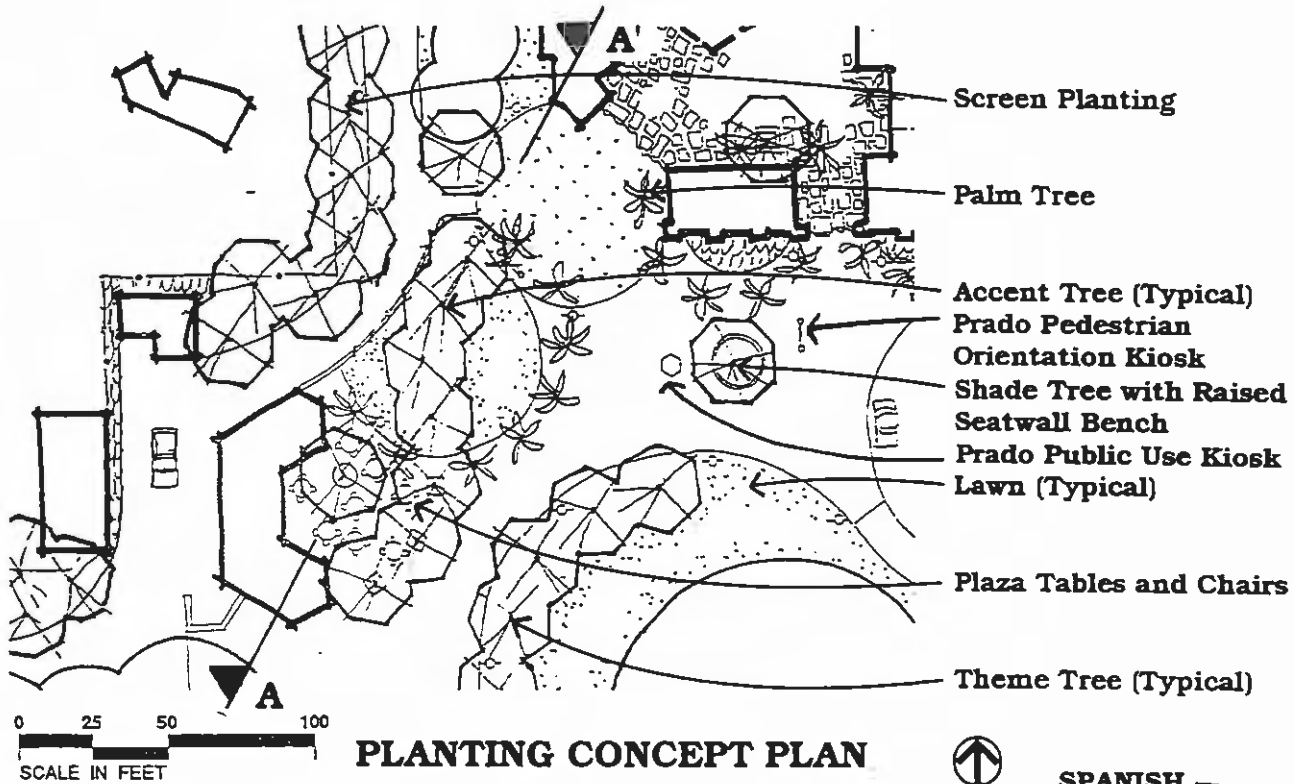 A'
Screen Planting
Palm Tree
Accent Tree (Typical)
Prado Pedestrian
Orientation Kiosk
Shade Tree with Raised
Seatwall Bench
Prado Public Use Kiosk
Lawn (Typical)
Plaza Tables and Chairs
Theme Tree (Typical)
A
0 25 50 100
SCALE IN FEET
PLANTING CONCEPT PLAN
SPANISH